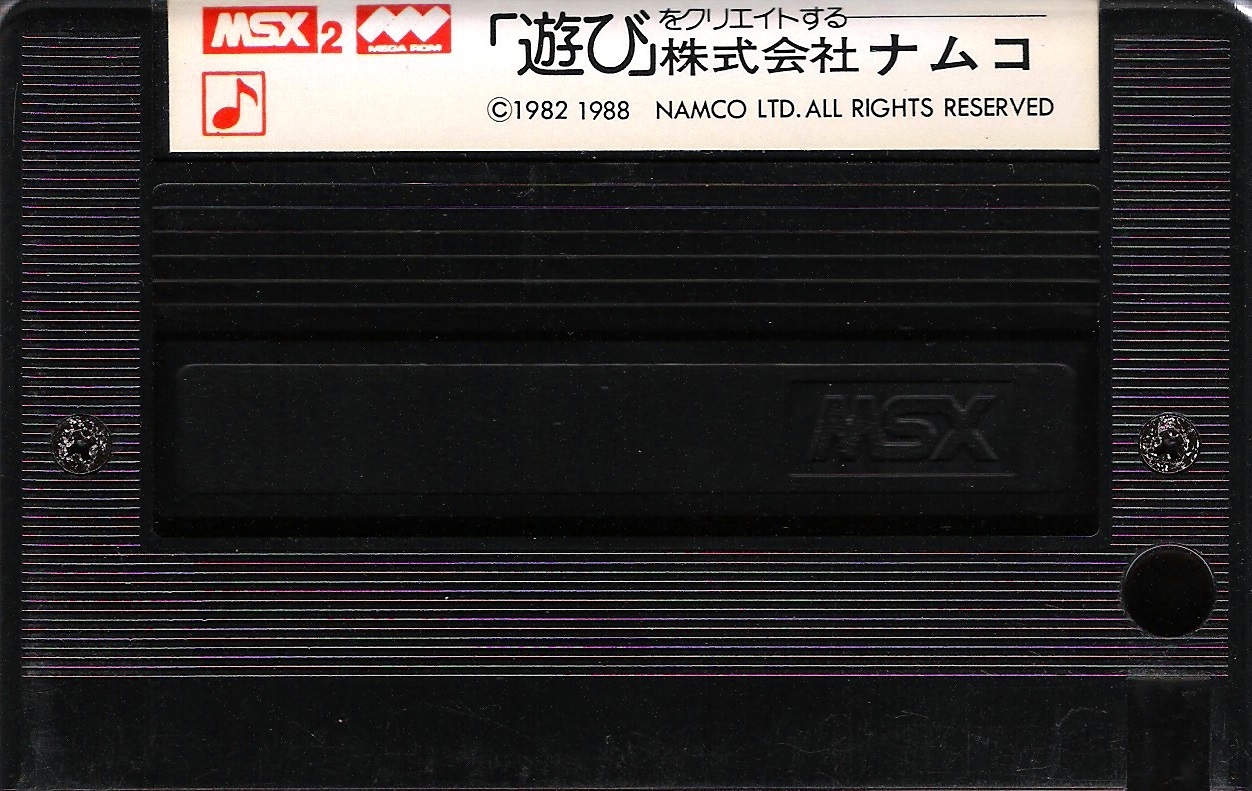 MSX 2
MEGA ROM
「遊び」をクリエイトする
株式会社ナムコ
©1982 1988 NAMCO LTD. ALL RIGHTS RESERVED
MSX